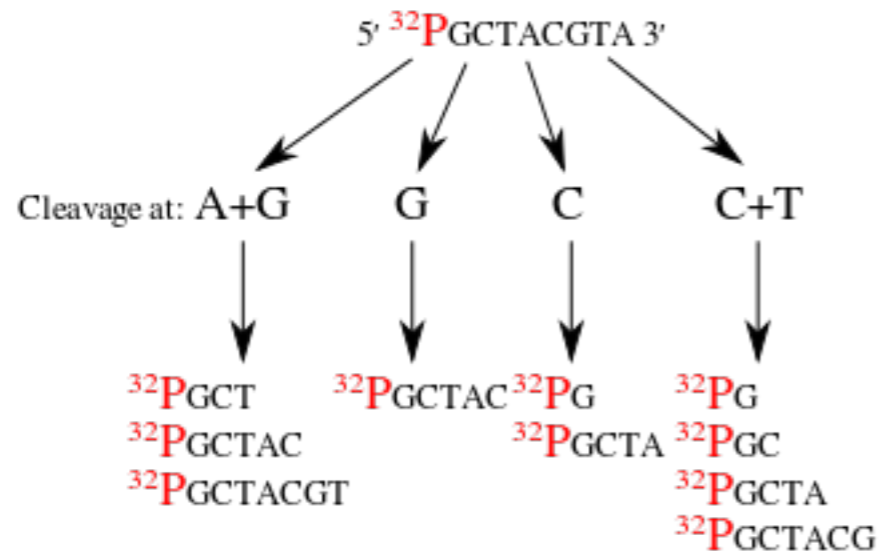 5′ ³²PGCTACGTA 3′
Cleavage at: A+G G C C+T
³²PGCT ³²PGCTAC ³²PG ³²PG
³²PGCTAC ³²PGCTA ³²PGC
³²PGCTACGT ³²PGCTA
³²PGCTACG